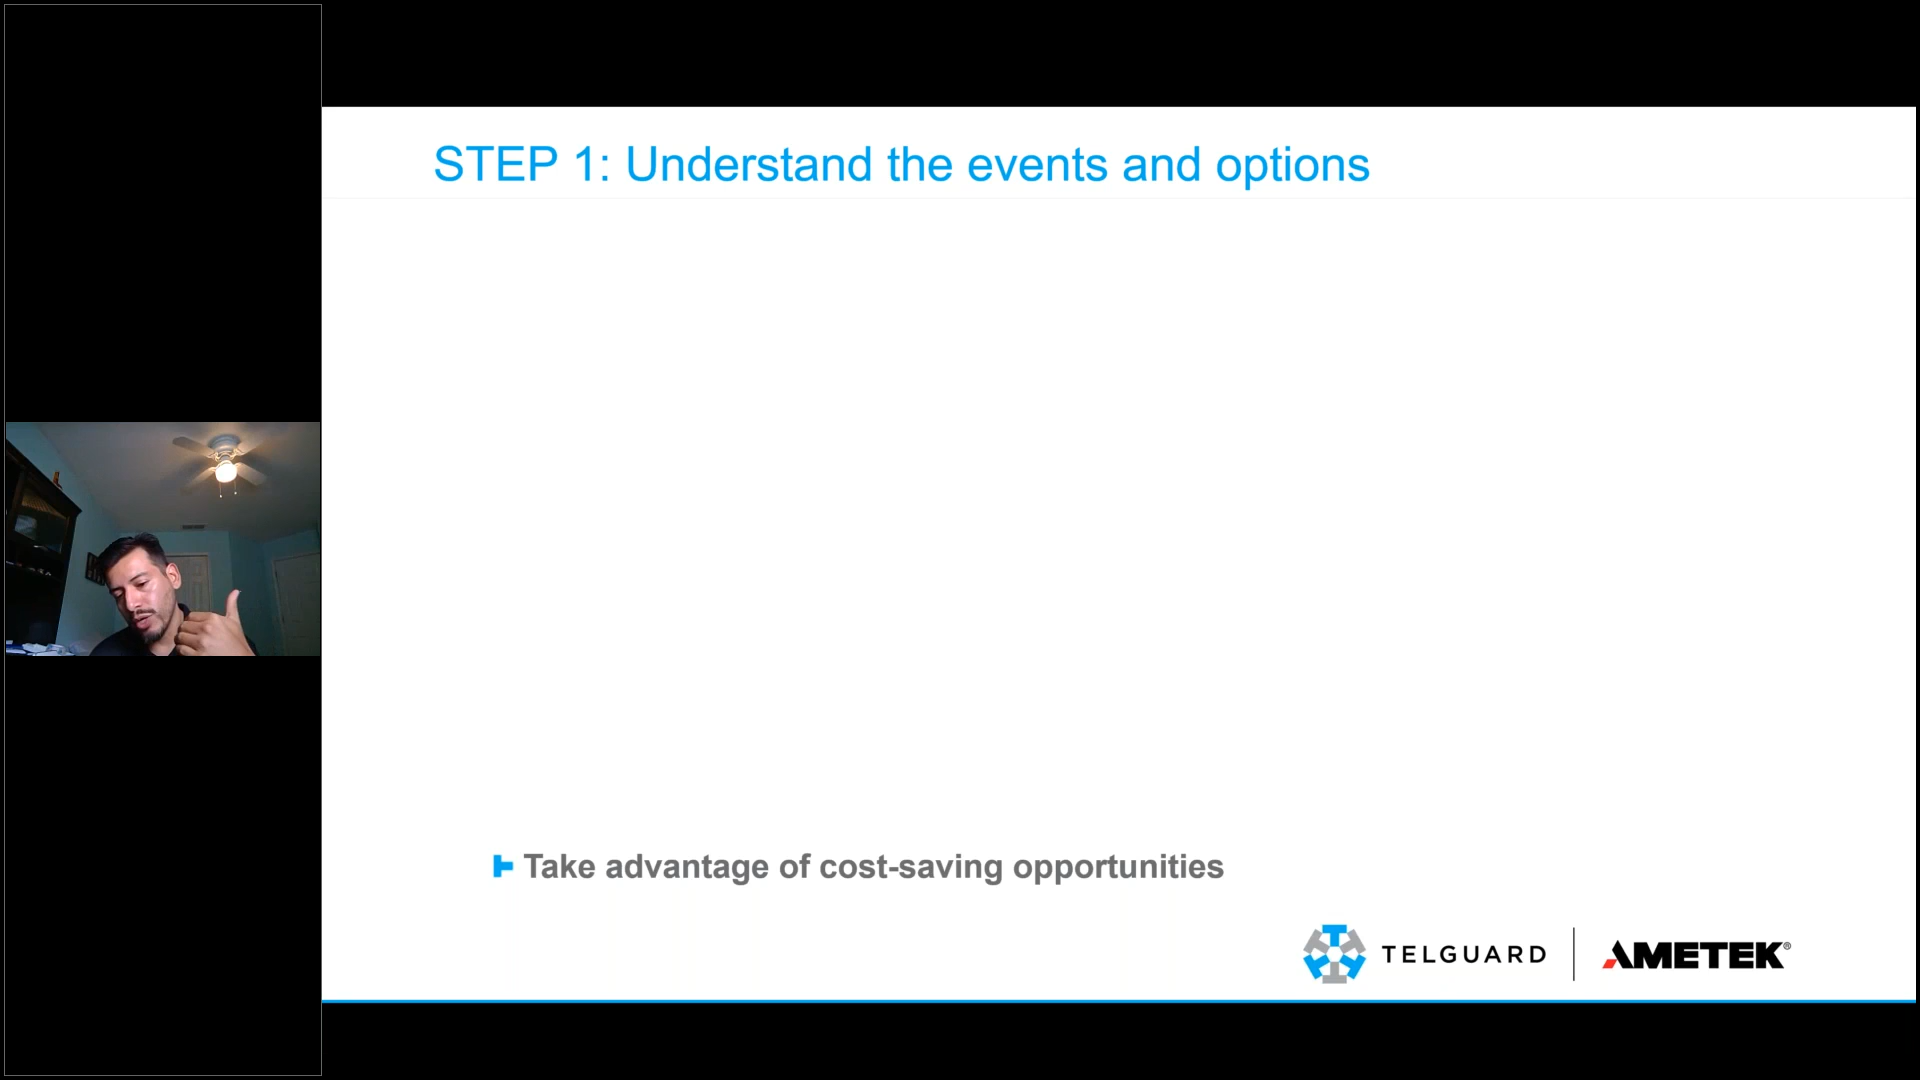 STEP 1: Understand the events and options
Take advantage of cost-saving opportunities
TELGUARD
AMETEK®